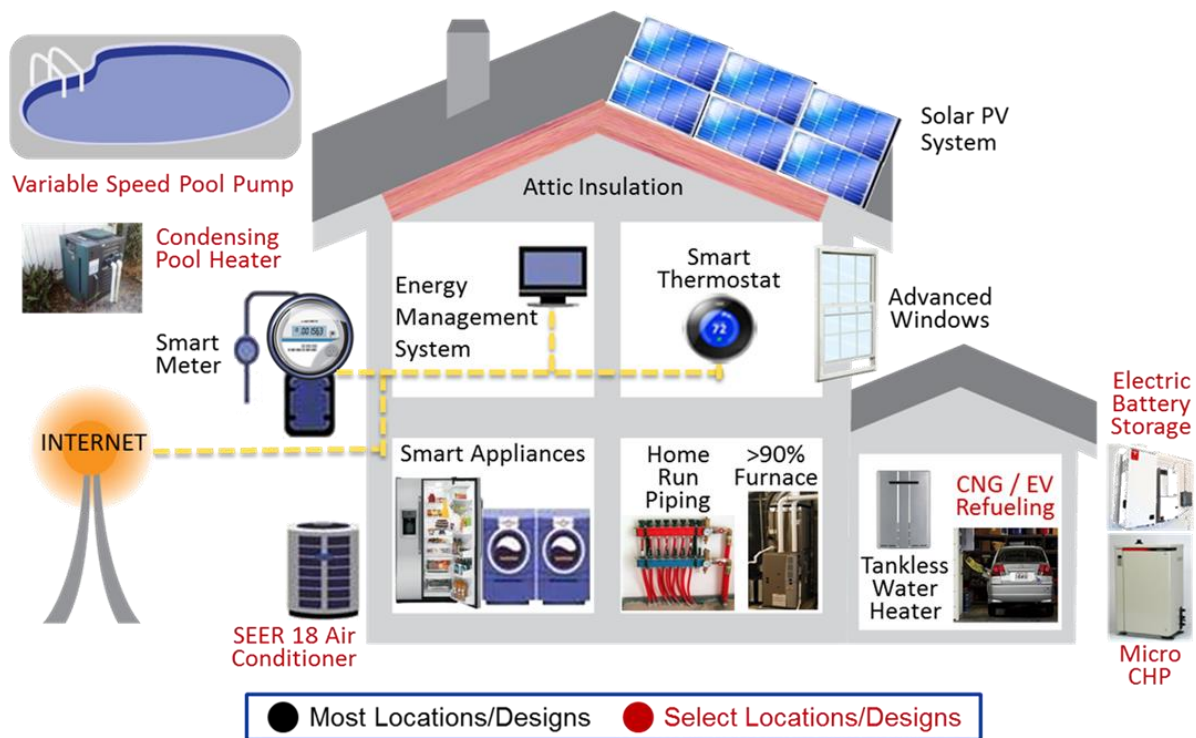 Solar PV
System
Attic Insulation
Variable Speed Pool Pump
Condensing
Pool Heater
Smart
Meter
001563
Energy
Management
System
Smart
Thermostat
72
Advanced
Windows
INTERNET
Smart Appliances
Home
Run
Piping
>90%
Furnace
Electric
Battery
Storage
CNG / EV
Refueling
Tankless
Water
Heater
SEER 18 Air
Conditioner
Micro
CHP
Most Locations/Designs
Select Locations/Designs